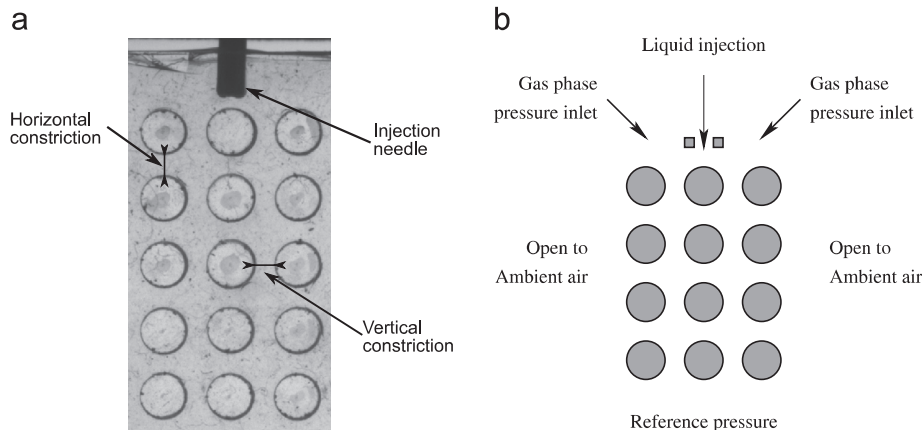 a
Horizontal
constriction
Injection
needle
Vertical
constriction
b
Liquid injection
Gas phase
pressure inlet
Gas phase
pressure inlet
Open to
Ambient air
Open to
Ambient air
Reference pressure